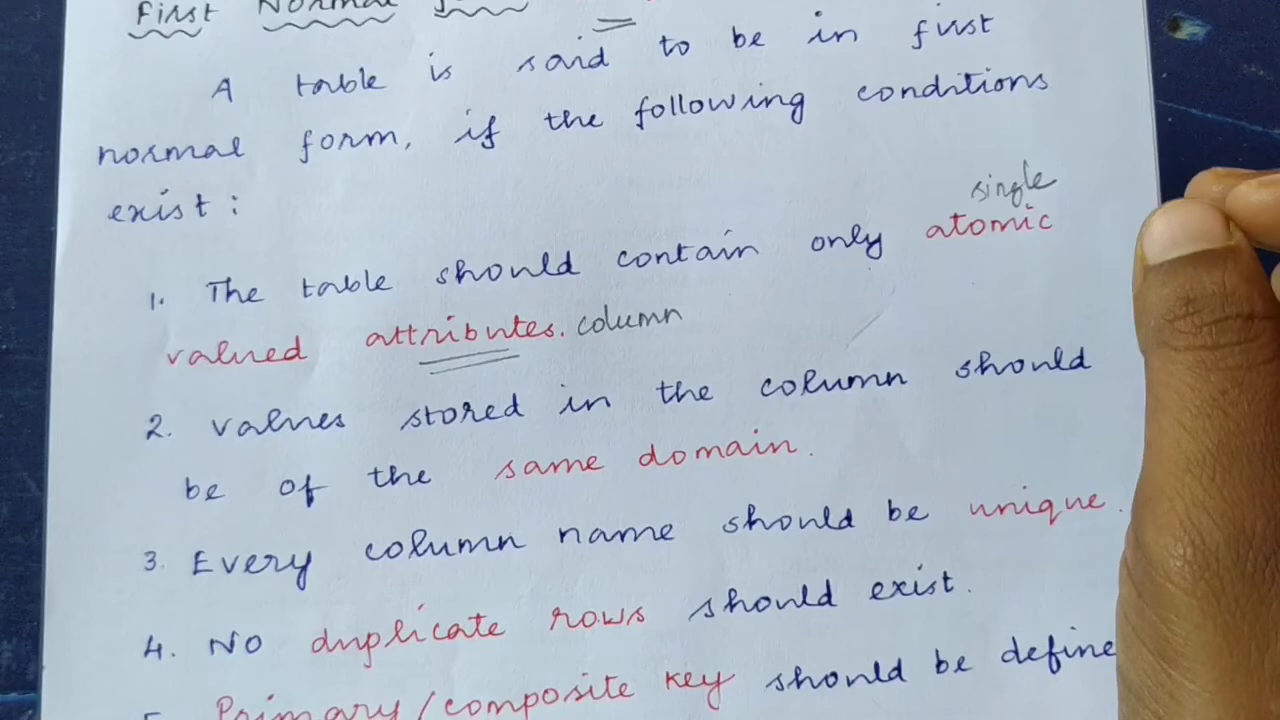 First Normal
A table is said to be in first
normal form, if the following conditions
exist:
single
1. The table should contain only atomic
valued attributes. column
2. values stored in the column should
be of the same domain.
3. Every column name should be unique.
4. No duplicate rows should exist.
Primary/composite key should be define